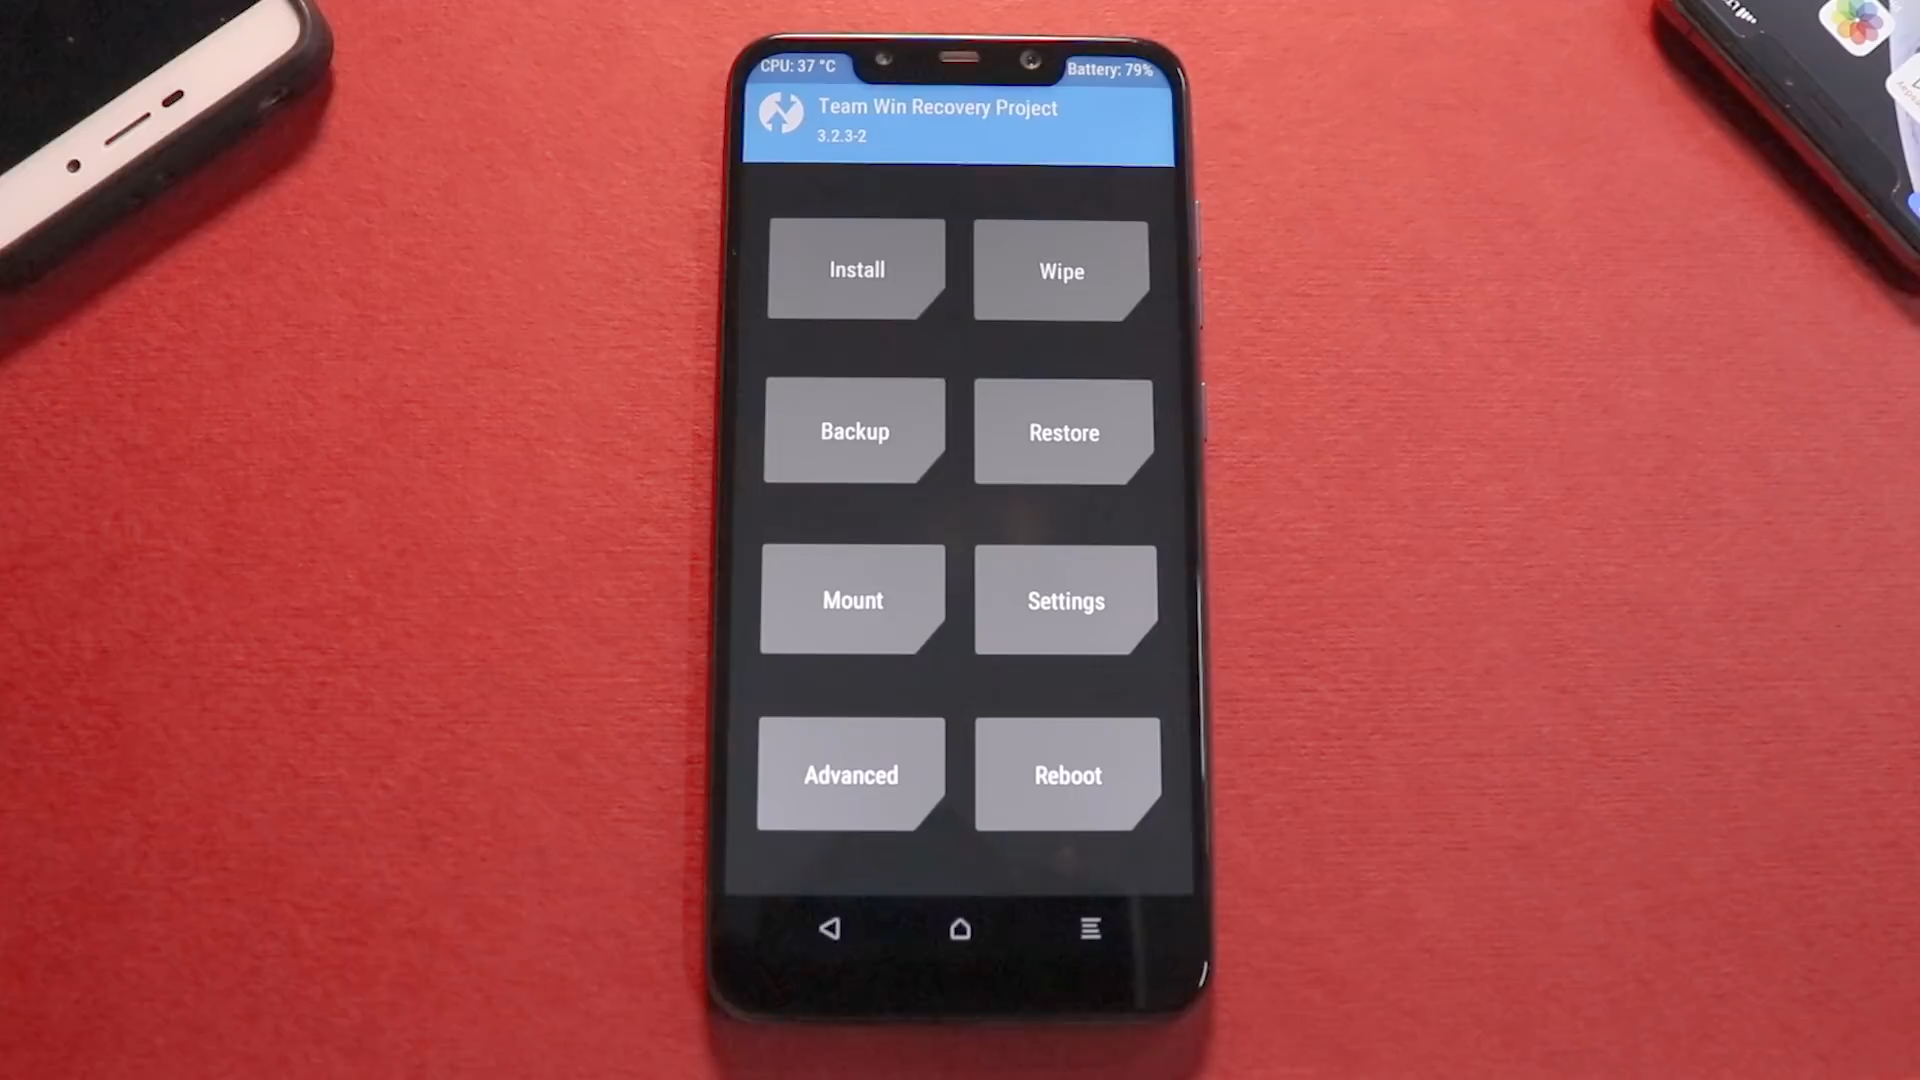 CPU: 37 °C
Battery: 79%
Team Win Recovery Project
3.2.3-2
Install
Wipe
Backup
Restore
Mount
Settings
Advanced
Reboot